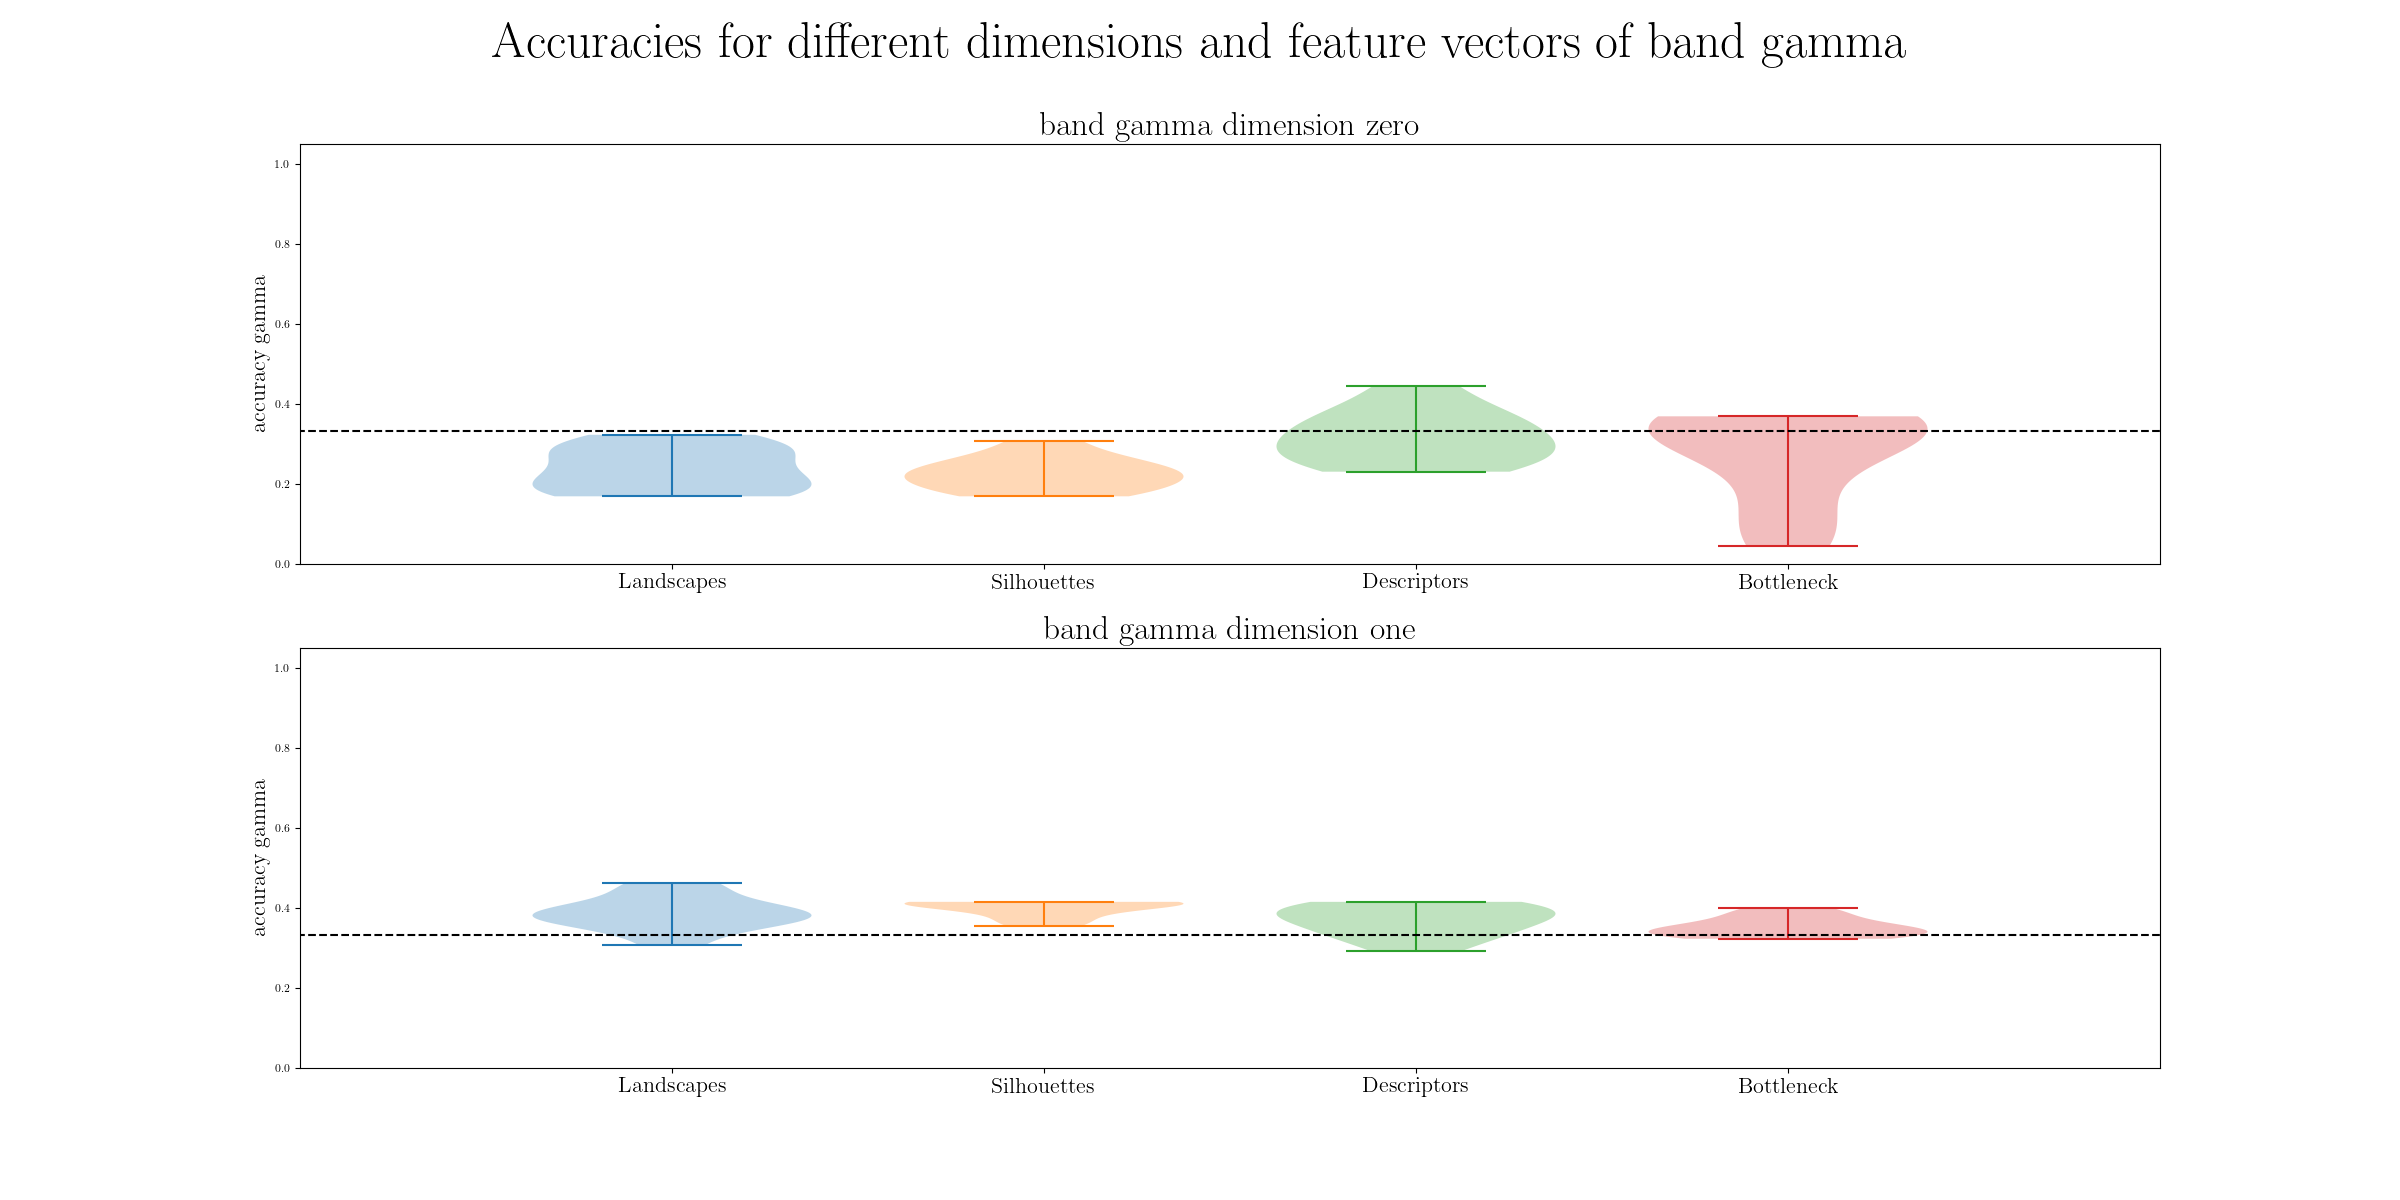 Accuracies for different dimensions and feature vectors of band gamma
band gamma dimension zero
1.0
0.8
0.6
0.4
0.2
0.0
accuracy gamma
Landscapes Silhouettes Descriptors Bottleneck
band gamma dimension one
1.0
0.8
0.6
0.4
0.2
0.0
accuracy gamma
Landscapes Silhouettes Descriptors Bottleneck